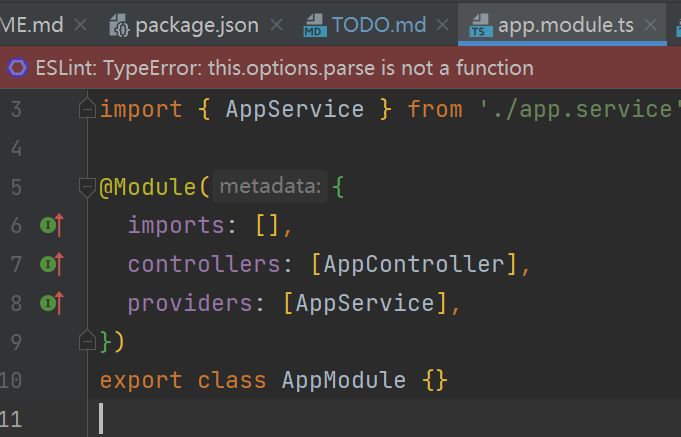 ME.md package.json TODO.md app.module.ts
ESLint: TypeError: this.options.parse is not a function
3 import { AppService } from './app.service'
4
5 @Module( metadata: {
6 imports: [],
7 controllers: [AppController],
8 providers: [AppService],
9 })
10 export class AppModule {}
11